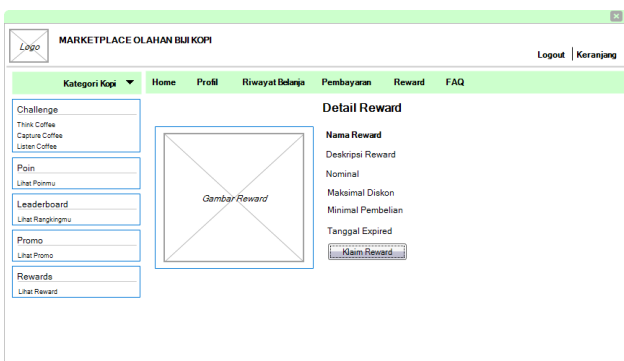 Logo
MARKETPLACE OLAHAN BIJI KOPI
Logout
Keranjang
Kategori Kopi
Home
Profil
Riwayat Belanja
Pembayaran
Reward
FAQ
Challenge
Think Coffee
Capture Coffee
Listen Coffee
Poin
Lihat Poinmu
Leaderboard
Lihat Rangkingmu
Promo
Lihat Promo
Rewards
Lihat Reward
Gambar Reward
Detail Reward
Nama Reward
Deskripsi Reward
Nominal
Maksimal Diskon
Minimal Pembelian
Tanggal Expired
Klaim Reward